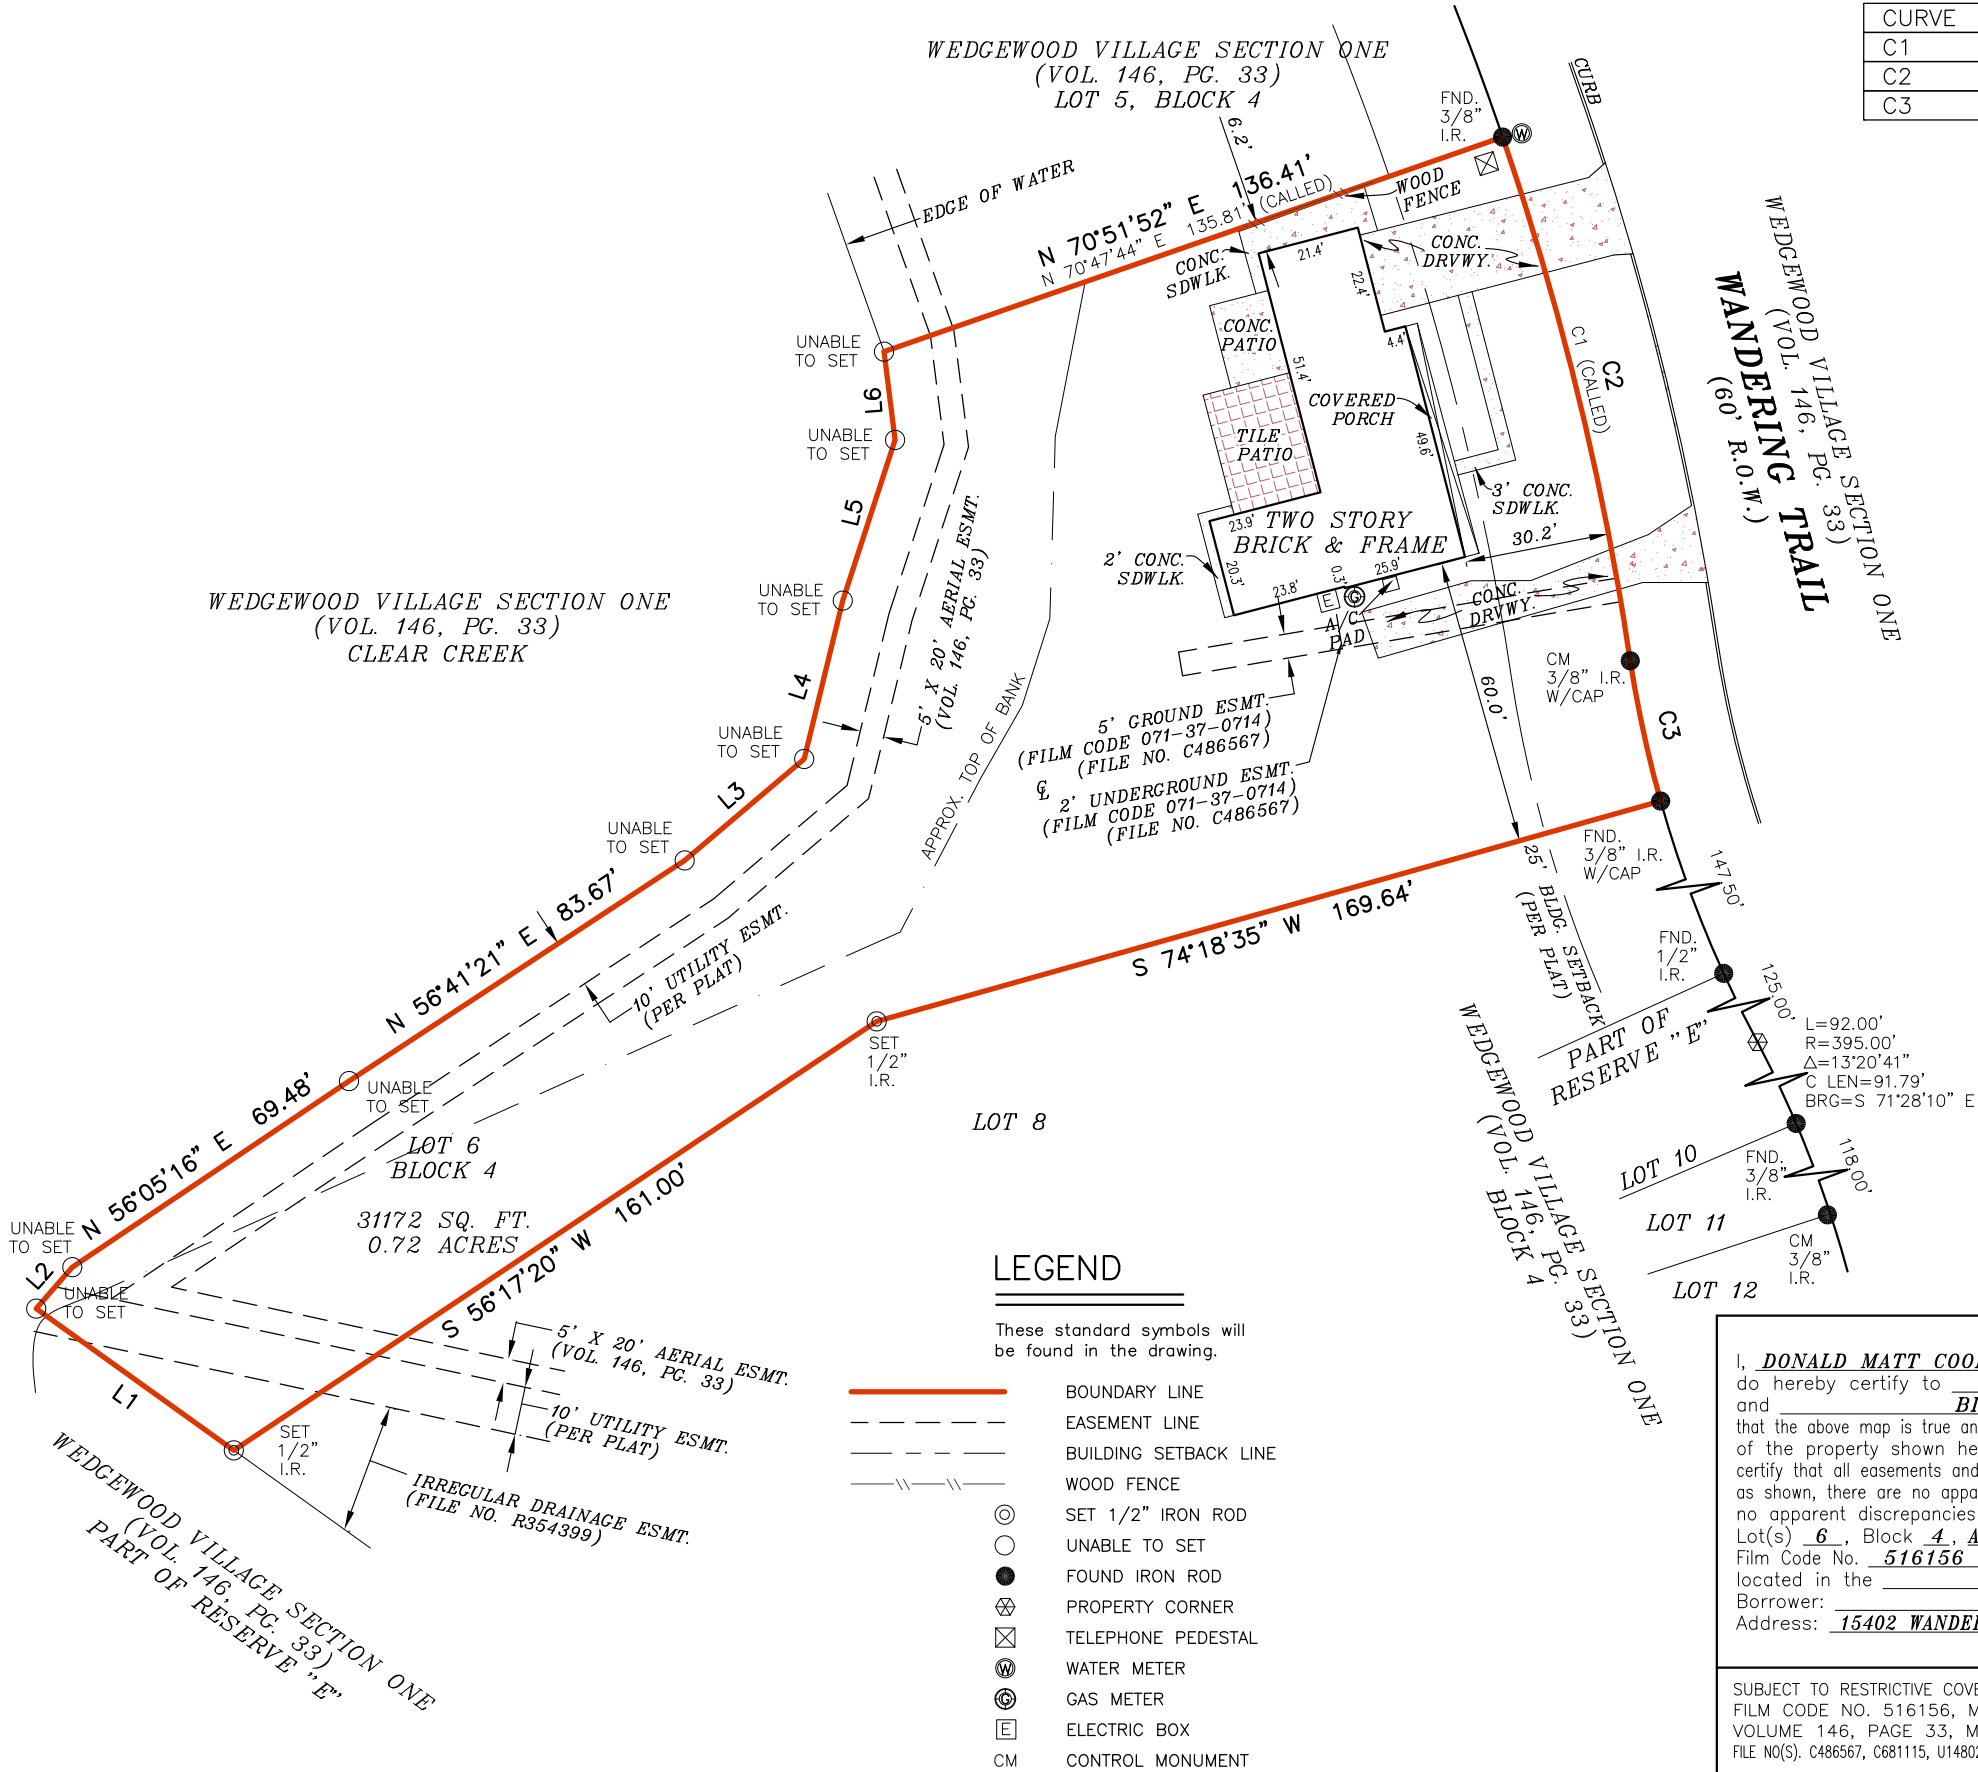 CURVE
C1
C2
C3
WEDGEWOOD VILLAGE SECTION ONE
(VOL. 146, PG. 33)
LOT 5, BLOCK 4
FND.
3/8"
I.R.
W
CURB
6.2'
EDGE OF WATER
N 70°51'52" E 136.41'
N 70°47'44" E 135.81' (CALLED)
WOOD
FENCE
CONC.
SDWLK.
CONC.
DRVWY.
21.4'
22.4'
4.4'
51.4'
49.6'
CONC.
PATIO
TILE
PATIO
COVERED
PORCH
C2
C1 (CALLED)
WEDGEWOOD VILLAGE SECTION ONE
(VOL. 146, PG. 33)
WANDERING TRAIL
(60' R.O.W.)
UNABLE
TO SET
L6
UNABLE
TO SET
L5
UNABLE
TO SET
L4
UNABLE
TO SET
L3
UNABLE
TO SET
WEDGEWOOD VILLAGE SECTION ONE
(VOL. 146, PG. 33)
CLEAR CREEK
5' X 20' AERIAL ESMT.
(VOL. 146, PG. 33)
APPROX. TOP OF BANK
3' CONC.
SDWLK.
30.2'
TWO STORY
BRICK & FRAME
23.9'
20.3'
23.8'
0.3'
25.9'
2' CONC.
SDWLK.
E
G
A/C
PAD
CONC.
DRVWY.
CM
3/8" I.R.
W/CAP
C3
60.0'
5' GROUND ESMT.
(FILM CODE 071-37-0714)
(FILE NO. C486567)
℄
2' UNDERGROUND ESMT.
(FILM CODE 071-37-0714)
(FILE NO. C486567)
FND.
3/8" I.R.
W/CAP
25' BLDG. SETBACK
(PER PLAT)
S 74°18'35" W 169.64'
N 56°41'21" E 83.67'
10' UTILITY ESMT.
(PER PLAT)
147.50'
FND.
1/2"
I.R.
125.00'
PART OF
RESERVE "E"
L=92.00'
R=395.00'
Δ=13°20'41"
C LEN=91.79'
BRG=S 71°28'10" E
SET
1/2"
I.R.
LOT 8
UNABLE
TO SET
N 56°05'16" E 69.48'
LOT 6
BLOCK 4
31172 SQ. FT.
0.72 ACRES
S 56°17'20" W 161.00'
UNABLE
TO SET
L2
UNABLE
TO SET
L1
SET
1/2"
I.R.
LOT 10
FND.
3/8"
I.R.
118.00'
LOT 11
CM
3/8"
I.R.
LOT 12
WEDGEWOOD VILLAGE SECTION ONE
(VOL. 146, PG. 33)
BLOCK 4
5' X 20' AERIAL ESMT.
(VOL. 146, PG. 33)
10' UTILITY ESMT.
(PER PLAT)
IRREGULAR DRAINAGE ESMT.
(FILE NO. R354399)
WEDGEWOOD VILLAGE SECTION ONE
(VOL. 146, PG. 33)
PART OF RESERVE "E"
LEGEND
These standard symbols will
be found in the drawing.
BOUNDARY LINE
EASEMENT LINE
BUILDING SETBACK LINE
WOOD FENCE
SET 1/2" IRON ROD
UNABLE TO SET
FOUND IRON ROD
PROPERTY CORNER
TELEPHONE PEDESTAL
W WATER METER
G GAS METER
E ELECTRIC BOX
CM CONTROL MONUMENT
I, DONALD MATT COO
do hereby certify to
and
that the above map is true an
of the property shown he
certify that all easements and
as shown, there are no appa
no apparent discrepancies
Lot(s) 6, Block 4, A
Film Code No. 516156
located in the
Borrower:
Address: 15402 WANDE
SUBJECT TO RESTRICTIVE COVE
FILM CODE NO. 516156, M
VOLUME 146, PAGE 33, M
FILE NO(S). C486567, C681115, U14802